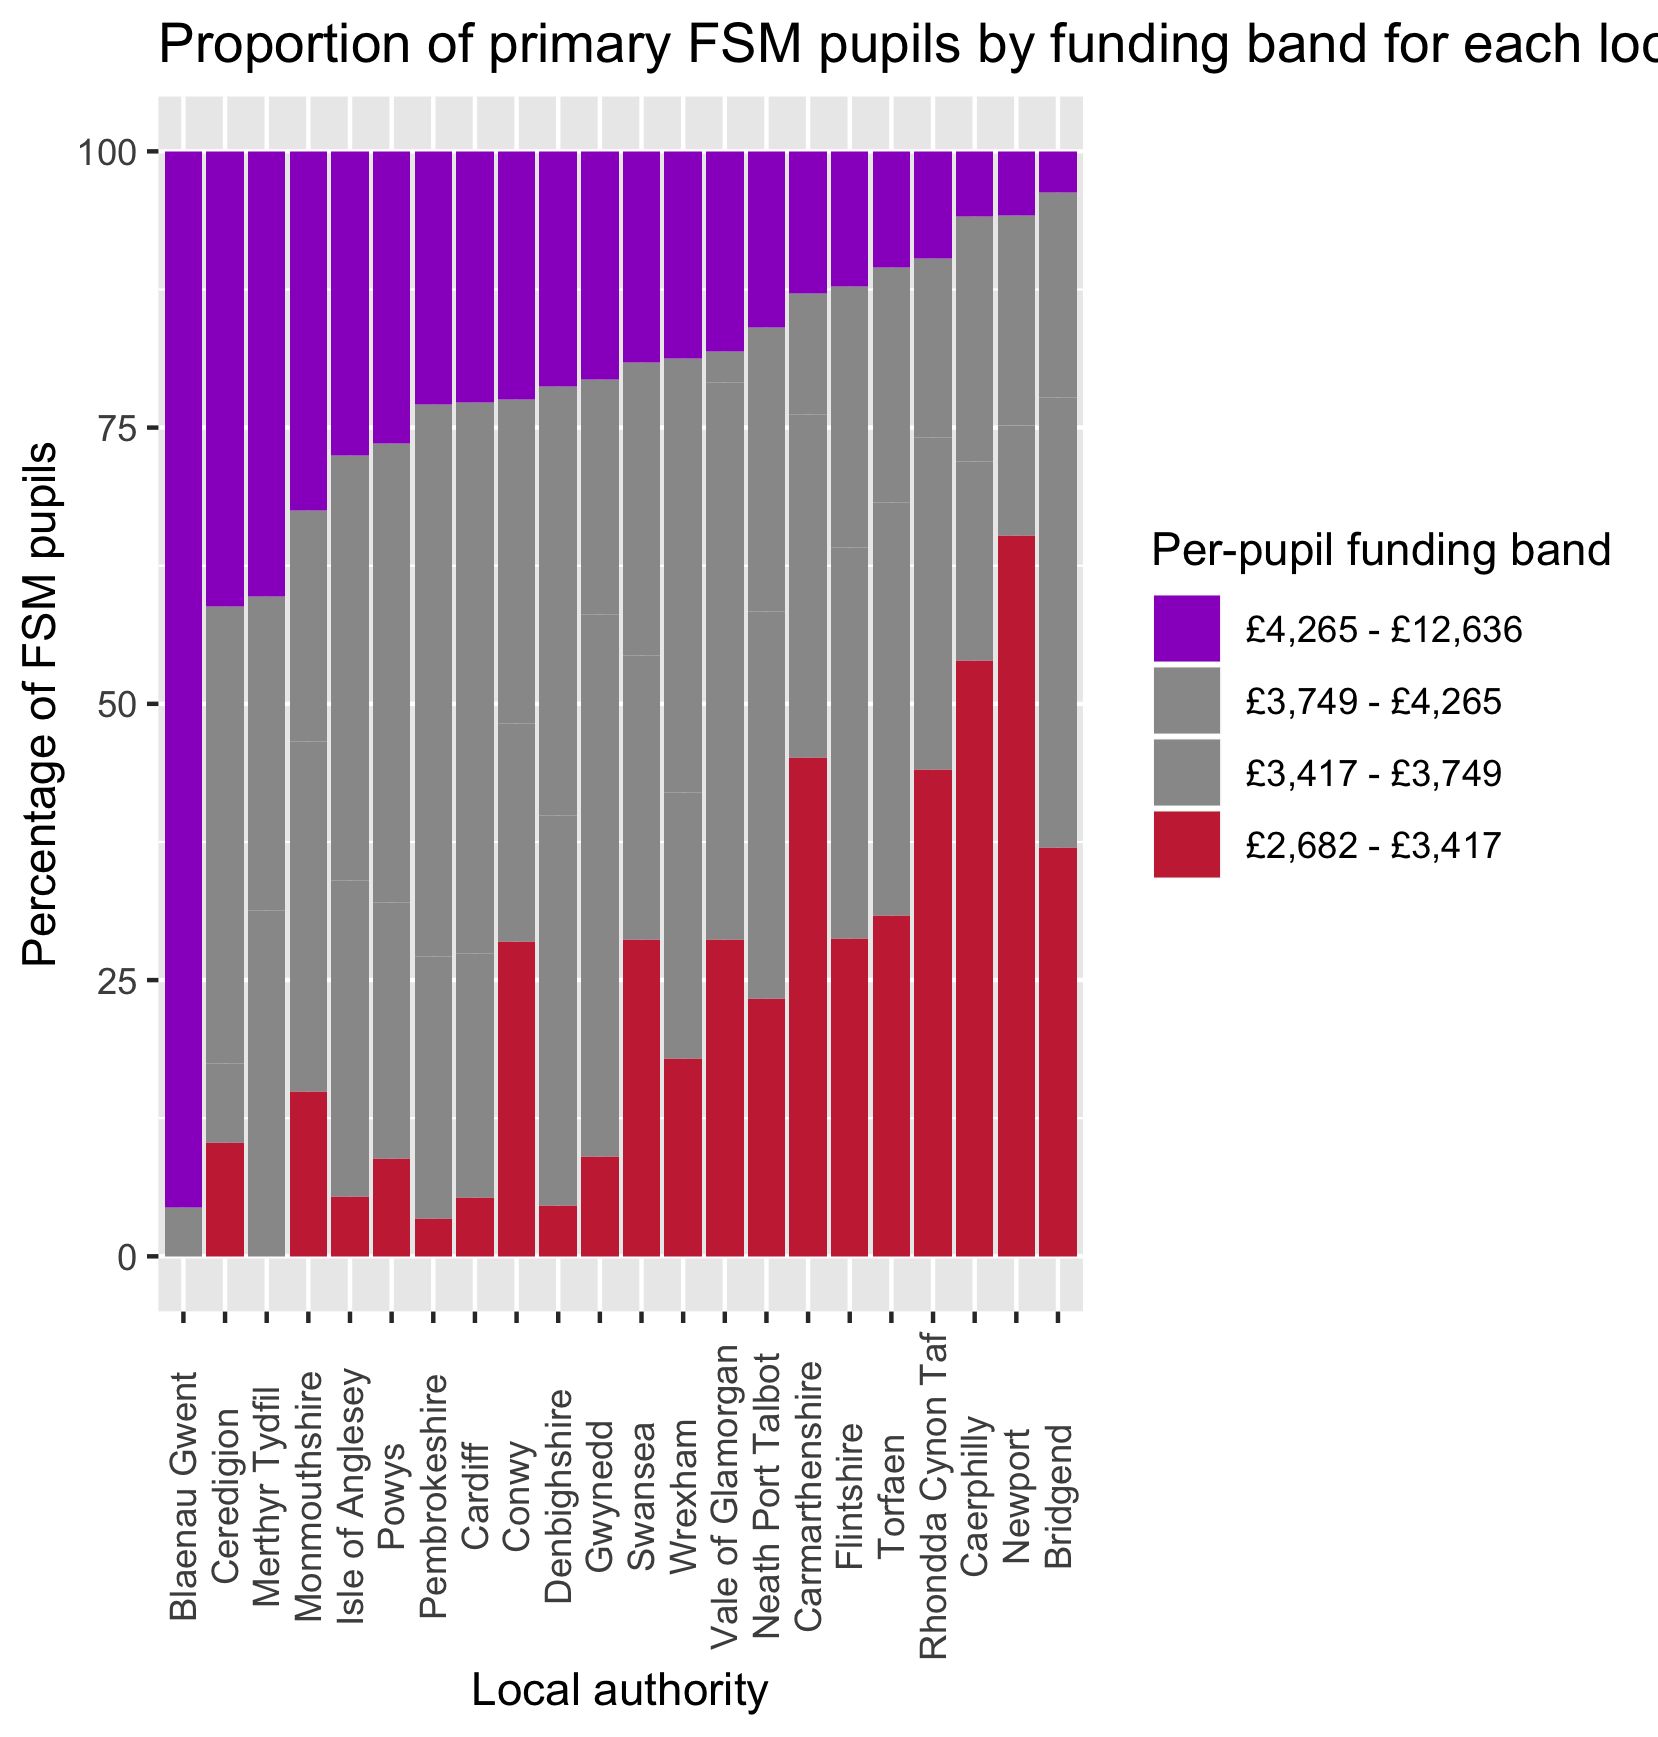 Proportion of primary FSM pupils by funding band for each
Percentage of FSM pupils
100
75
50
25
0
Blaenau Gwent
Ceredigion
Merthyr Tydfil
Monmouthshire
Isle of Anglesey
Powys
Pembrokeshire
Cardiff
Conwy
Denbighshire
Gwynedd
Swansea
Wrexham
Vale of Glamorgan
Neath Port Talbot
Carmarthenshire
Flintshire
Torfaen
Rhondda Cynon Taf
Caerphilly
Newport
Bridgend
Local authority
Per-pupil funding band
£4,265 - £12,636
£3,749 - £4,265
£3,417 - £3,749
£2,682 - £3,417